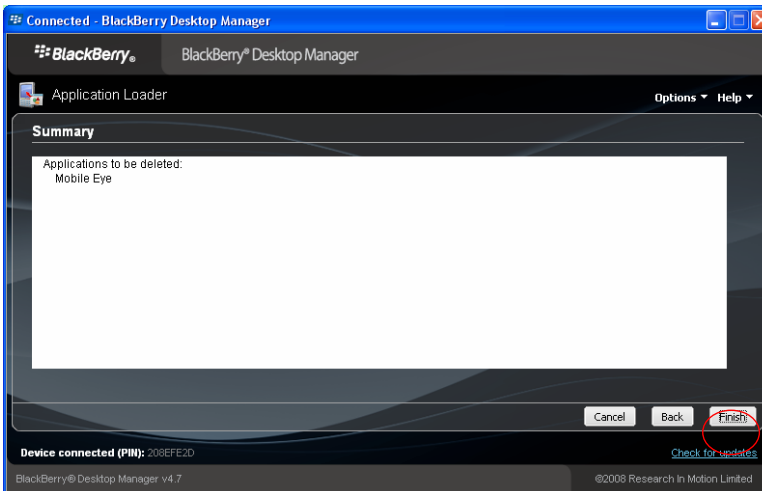 Connected - BlackBerry Desktop Manager
BlackBerry® BlackBerry® Desktop Manager
Application Loader Options Help
Summary
Applications to be deleted:
Mobile Eye
Cancel Back Finish
Device connected (PIN): 208EFE2D Check for updates
BlackBerry® Desktop Manager v4.7 ©2008 Research In Motion Limited